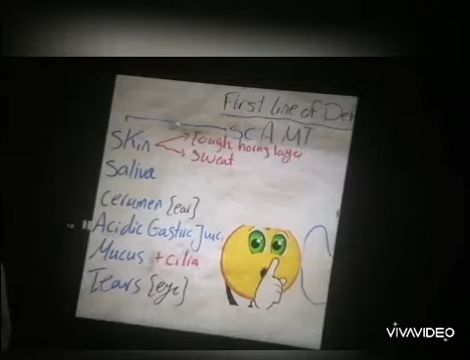 First line of De
SCAMT
Skin
Tough horny layer
Sweat
Saliva
Cerumen {ear}
Acidic Gastric Juic
Mucus + cilia
Tears {eye}
VIVAVIDEO